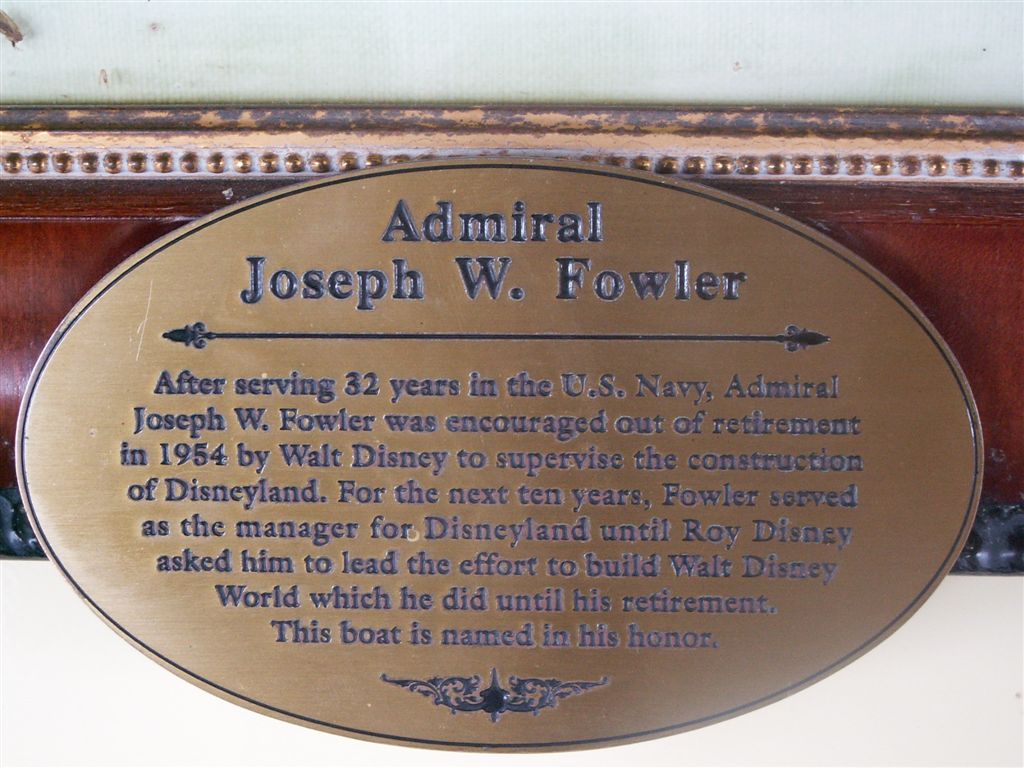 Admiral
Joseph W. Fowler
After serving 32 years in the U.S. Navy, Admiral
Joseph W. Fowler was encouraged out of retirement
in 1954 by Walt Disney to supervise the construction
of Disneyland. For the next ten years, Fowler served
as the manager for Disneyland until Roy Disney
asked him to lead the effort to build Walt Disney
World which he did until his retirement.
This boat is named in his honor.